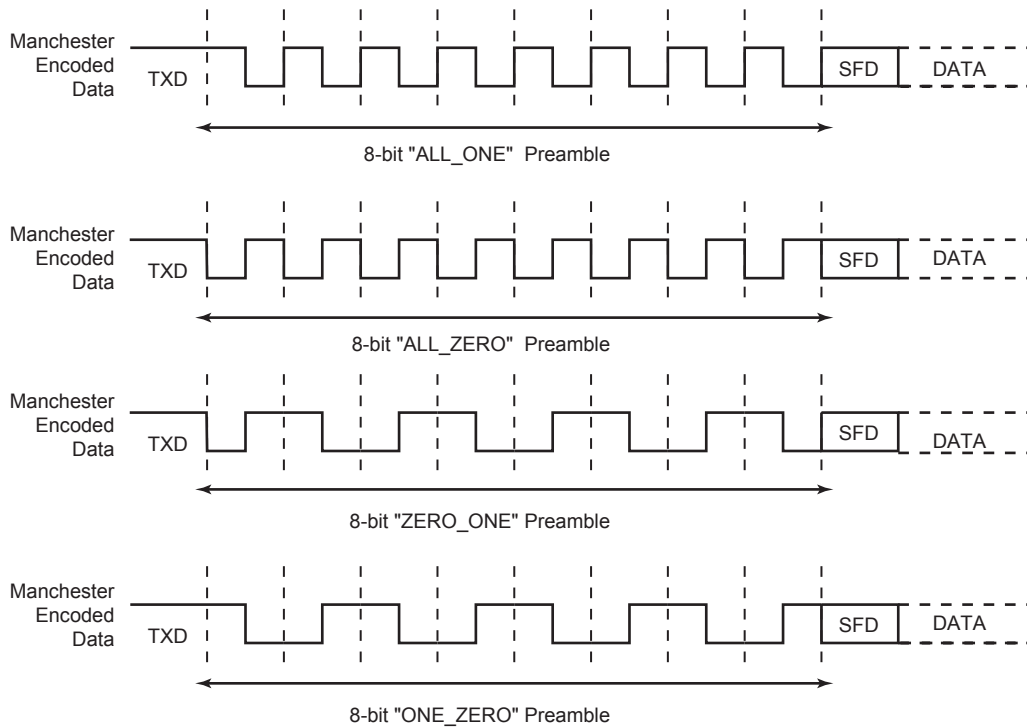 Manchester
Encoded
Data
TXD
SFD
DATA
8-bit "ALL_ONE" Preamble
Manchester
Encoded
Data
TXD
SFD
DATA
8-bit "ALL_ZERO" Preamble
Manchester
Encoded
Data
TXD
SFD
DATA
8-bit "ZERO_ONE" Preamble
Manchester
Encoded
Data
TXD
SFD
DATA
8-bit "ONE_ZERO" Preamble